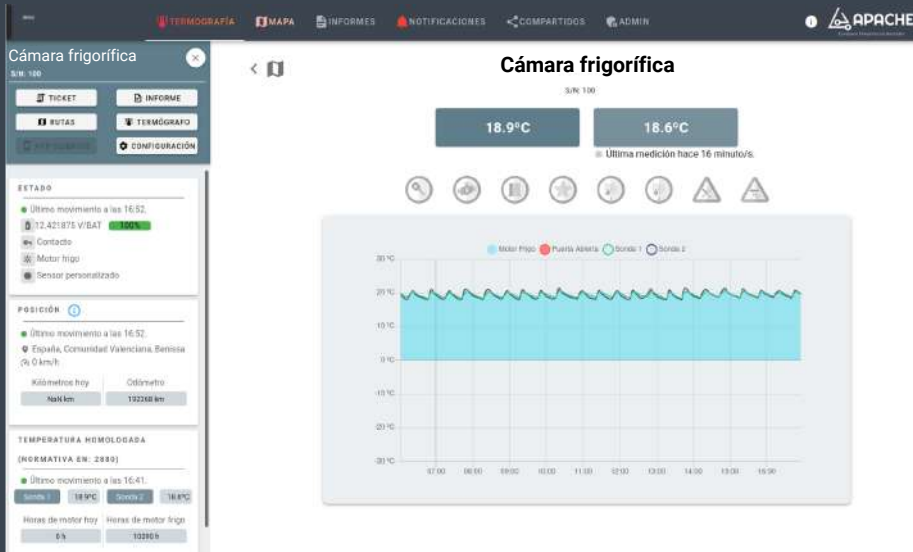 TERMOGRAFÍA MAPA INFORMES NOTIFICACIONES COMPARTIDOS ADMIN
APACHE
Cámara frigorífica
S/N: 100
TICKET INFORME
RUTAS TERMÓGRAFO
CONFIGURACIÓN
ESTADO
Último movimiento a las 16:52.
12.421875 V/BAT 100%
Contacto
Motor frigo
Sensor personalizado
POSICIÓN
Último movimiento a las 16:52.
España, Comunidad Valenciana, Benissa
0 km/h
Kilómetros hoy Odómetro
NaN km 192268 km
TEMPERATURA HOMOLOGADA
(NORMATIVA EN: 2880)
Último movimiento a las 16:41.
Sonda 1 18.9ºC Sonda 2 18.6ºC
Horas de motor hoy Horas de motor frigo
0 h 10390 h
Cámara frigorífica
S/N: 100
18.9ºC 18.6ºC
Última medición hace 16 minuto/s.
Motor Frigo Puerta Abierta Sonda 1 Sonda 2
30 ºC
20 ºC
10 ºC
0 ºC
-10 ºC
-20 ºC
-30 ºC
07:00 08:00 09:00 10:00 11:00 12:00 13:00 14:00 15:00 16:00